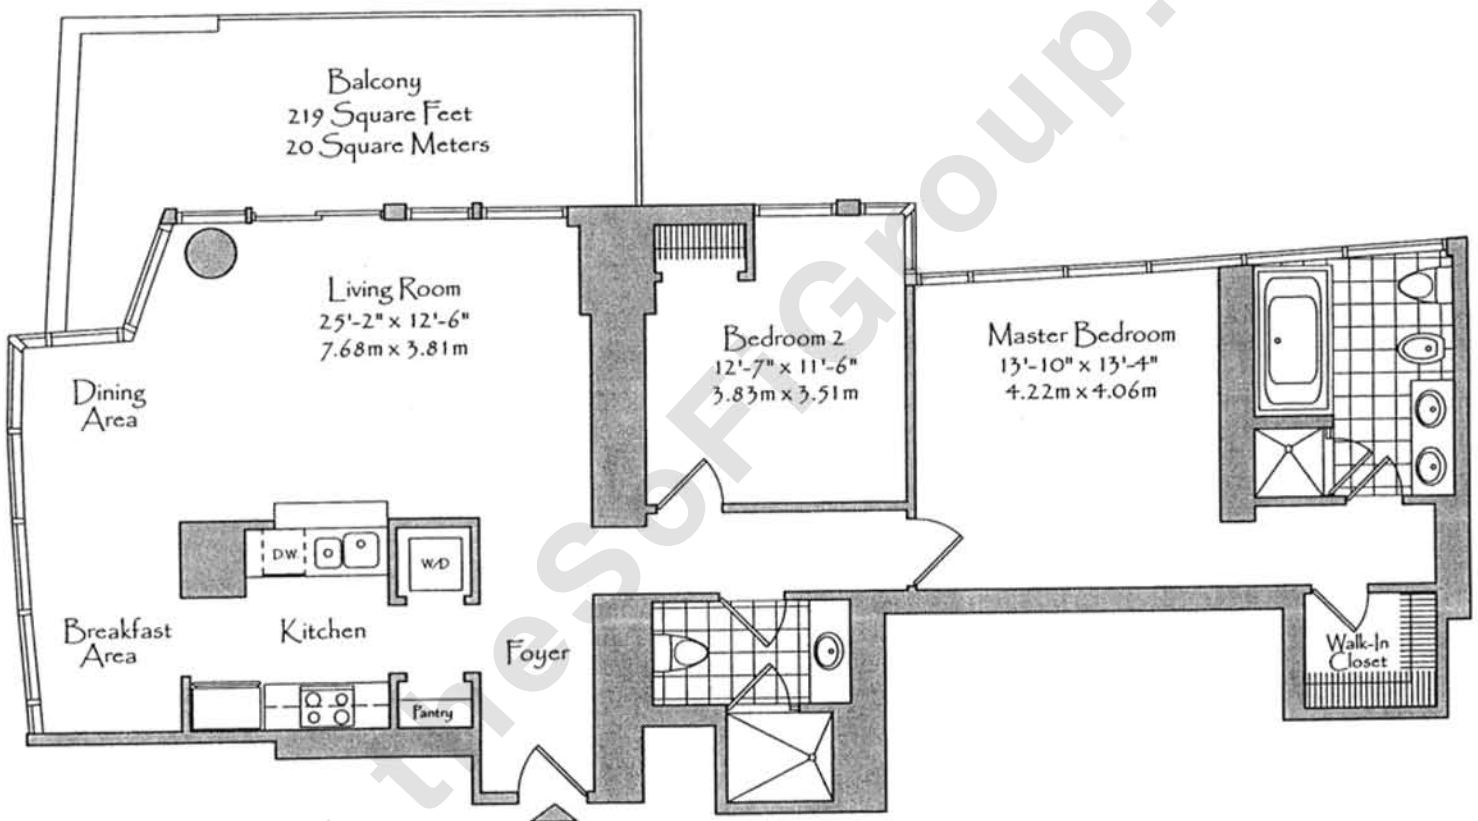 Balcony
219 Square Feet
20 Square Meters
Living Room
25'-2" x 12'-6"
7.68m x 3.81m
Bedroom 2
12'-7" x 11'-6"
3.83m x 3.51m
Master Bedroom
13'-10" x 13'-4"
4.22m x 4.06m
Dining
Area
D.W.
W/D
Breakfast
Area
Kitchen
Foyer
Walk-In
Closet
Pantry
theSoFiGroup.